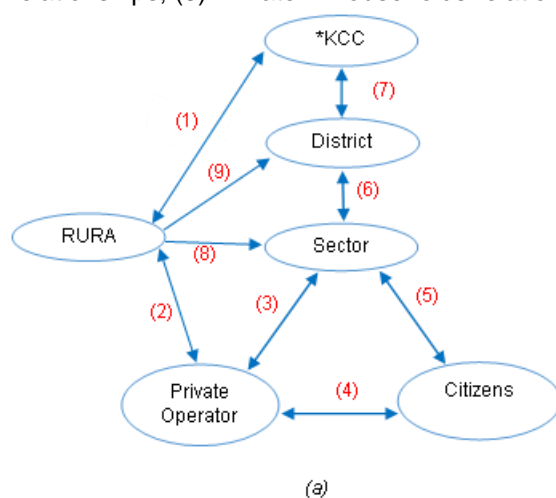 *KCC
(7)
(1)
District
(9)
(6)
RURA
(8)
Sector
(2)
(3)
(5)
Private
Operator
(4)
Citizens
(a)